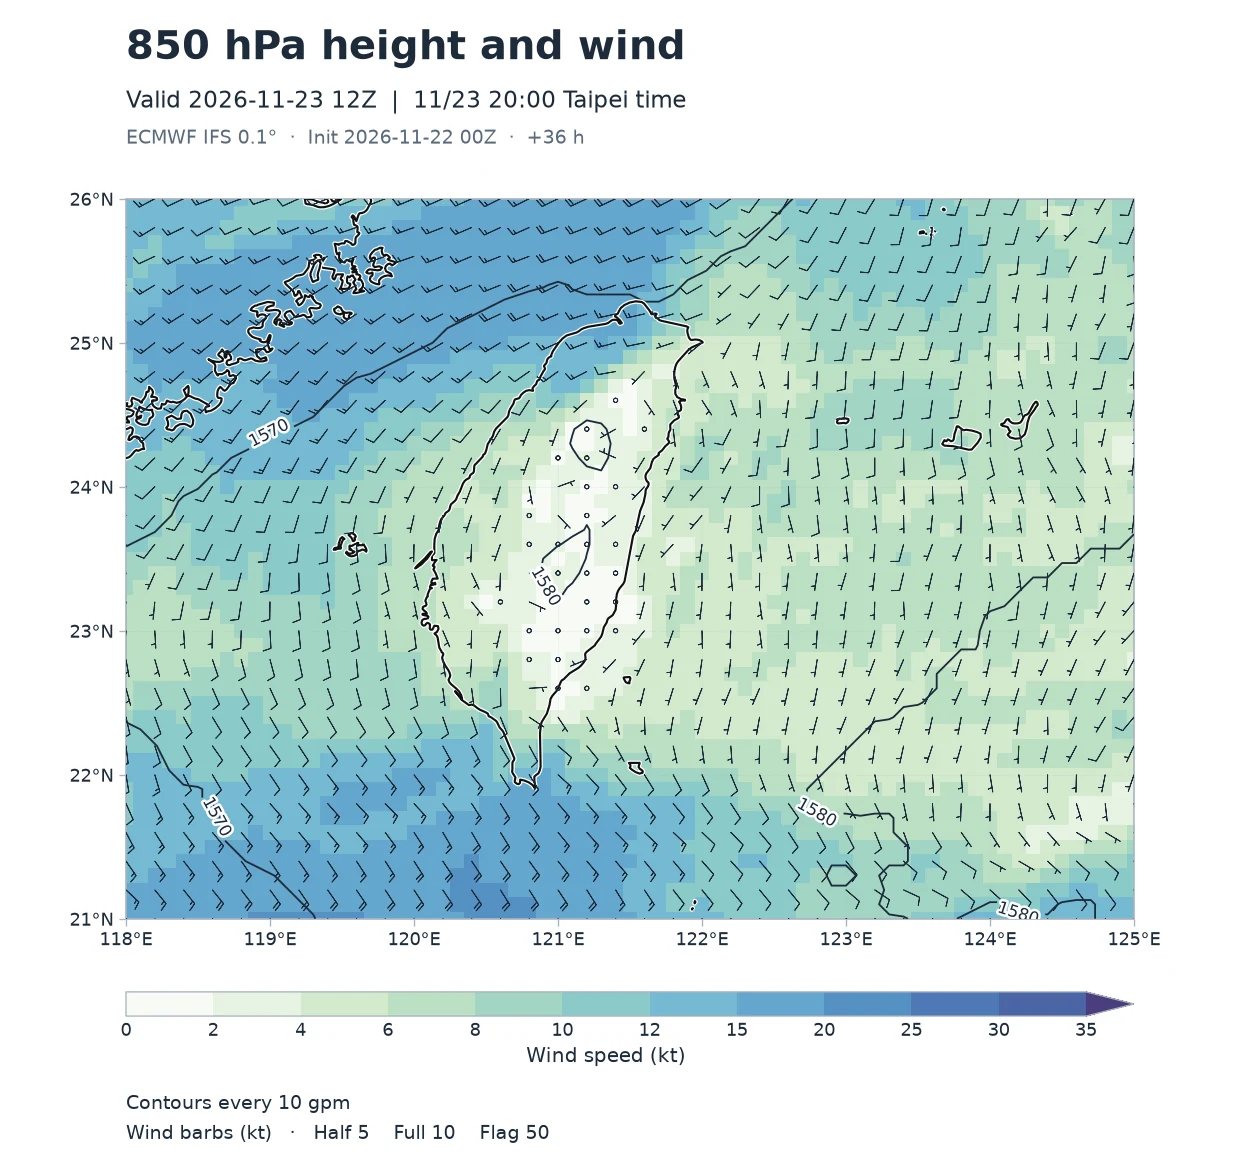 850 hPa height and wind
Valid 2026-11-23 12Z | 11/23 20:00 Taipei time
ECMWF IFS 0.1° · Init 2026-11-22 00Z · +36 h
26°N
25°N
24°N
23°N
22°N
21°N
1570
1580
1570
1580
1580
118°E 119°E 120°E 121°E 122°E 123°E 124°E 125°E
0 2 4 6 8 10 12 15 20 25 30 35
Wind speed (kt)
Contours every 10 gpm
Wind barbs (kt) · Half 5 Full 10 Flag 50